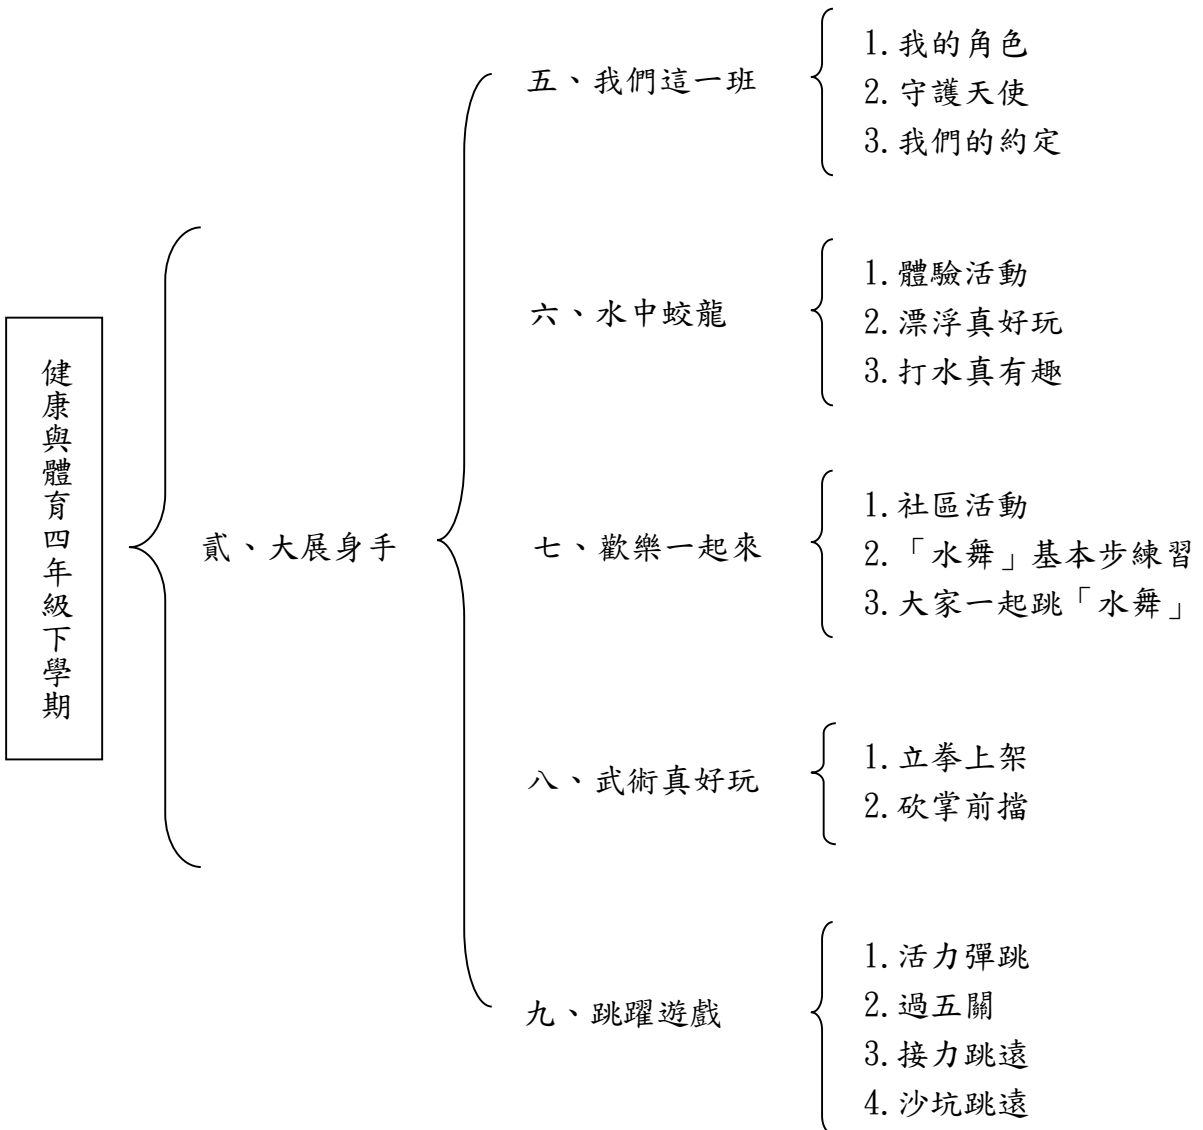 健康與體育四年級下學期
貳、大展身手
五、我們這一班
1.我的角色
2.守護天使
3.我們的約定
六、水中蛟龍
1.體驗活動
2.漂浮真好玩
3.打水真有趣
七、歡樂一起來
1.社區活動
2.「水舞」基本步練習
3.大家一起跳「水舞」
八、武術真好玩
1.立拳上架
2.砍掌前擋
九、跳躍遊戲
1.活力彈跳
2.過五關
3.接力跳遠
4.沙坑跳遠